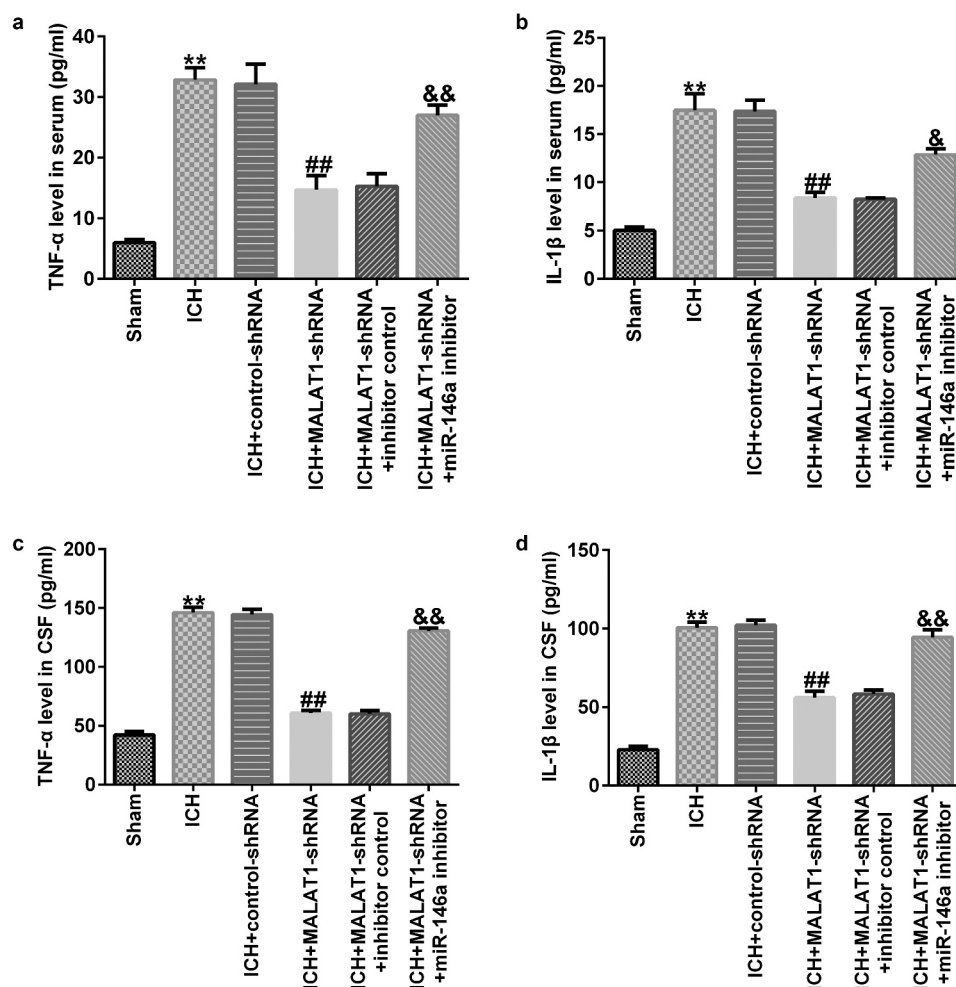 a
TNF-α level in serum (pg/ml)
40
30
20
10
0
**
##
&&
Sham
ICH
ICH+control-shRNA
ICH+MALAT1-shRNA
ICH+MALAT1-shRNA
+inhibitor control
ICH+MALAT1-shRNA
+miR-146a inhibitor
b
IL-1β level in serum (pg/ml)
25
20
15
10
5
0
**
##
&
Sham
ICH
ICH+control-shRNA
ICH+MALAT1-shRNA
ICH+MALAT1-shRNA
+inhibitor control
ICH+MALAT1-shRNA
+miR-146a inhibitor
c
TNF-α level in CSF (pg/ml)
200
150
100
50
0
**
##
&&
Sham
ICH
ICH+control-shRNA
ICH+MALAT1-shRNA
ICH+MALAT1-shRNA
+inhibitor control
ICH+MALAT1-shRNA
+miR-146a inhibitor
d
IL-1β level in CSF (pg/ml)
150
100
50
0
**
##
&&
Sham
ICH
ICH+control-shRNA
ICH+MALAT1-shRNA
ICH+MALAT1-shRNA
+inhibitor control
ICH+MALAT1-shRNA
+miR-146a inhibitor